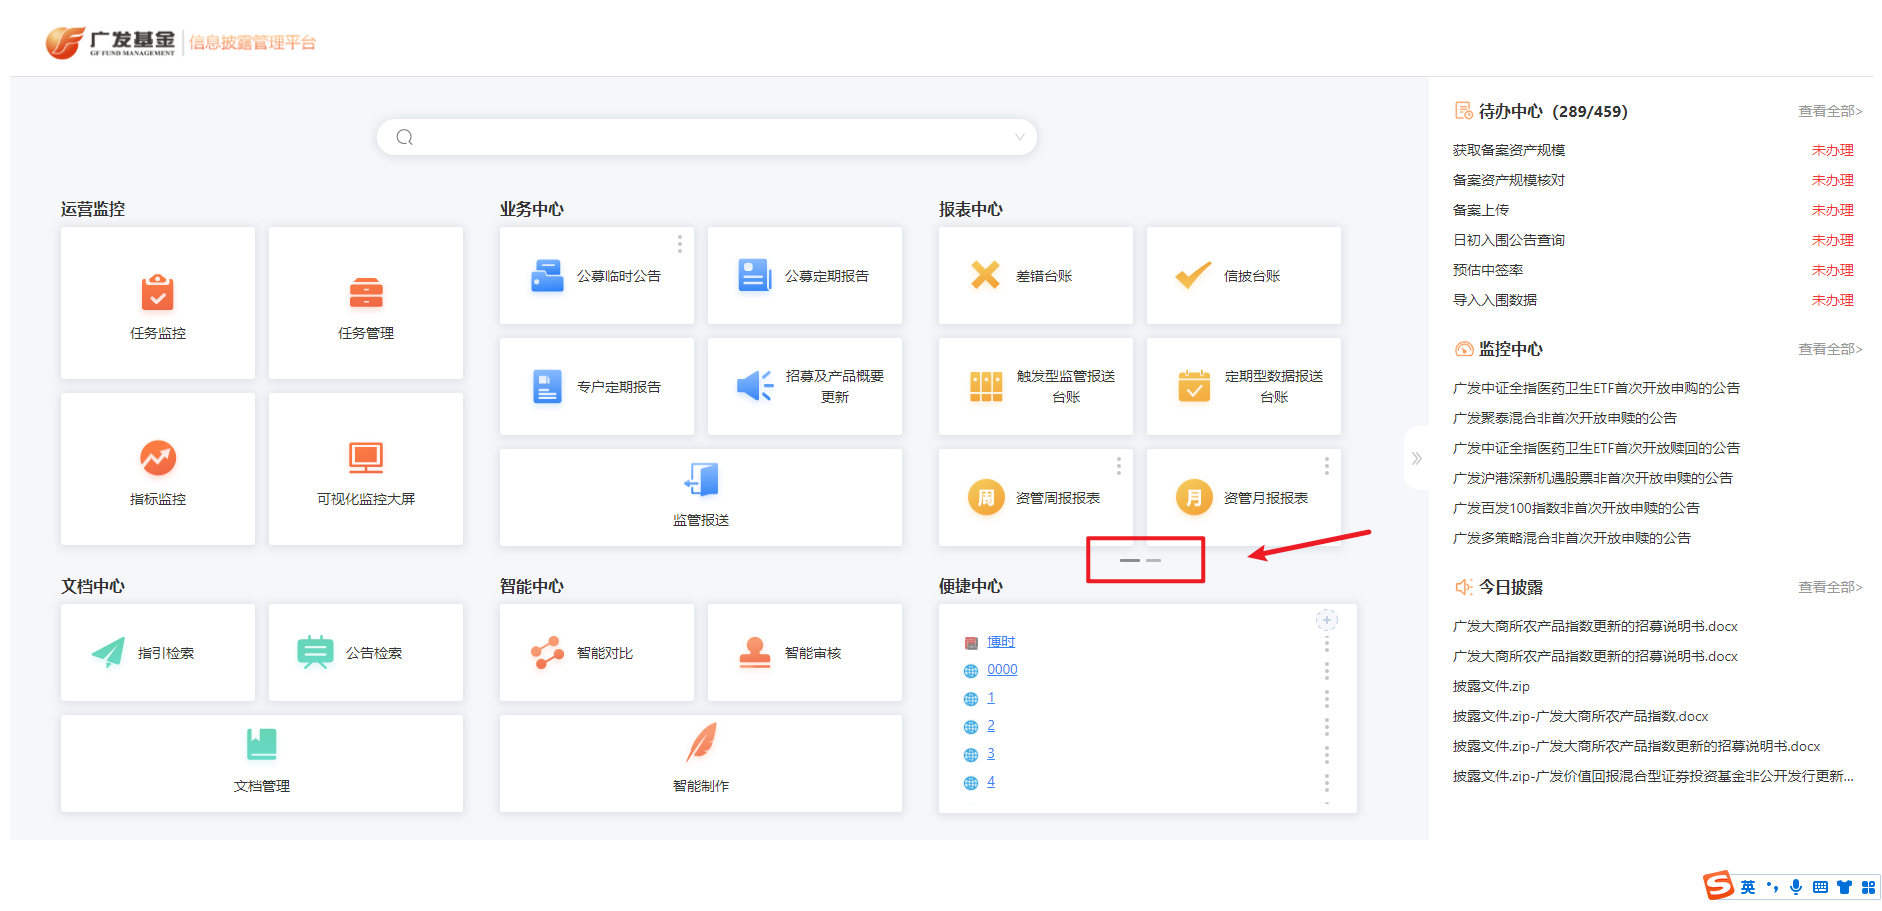 广发基金
GF FUND MANAGEMENT
信息披露管理平台
运营监控
任务监控
任务管理
指标监控
可视化监控大屏
业务中心
公募临时公告
公募定期报告
专户定期报告
招募及产品概要
更新
监管报送
报表中心
差错台账
信披台账
触发型监管报送
台账
定期型数据报送
台账
周
资管周报报表
月
资管月报报表
文档中心
指引检索
公告检索
文档管理
智能中心
智能对比
智能审核
智能制作
便捷中心
博时
0000
1
2
3
4
待办中心（289/459） 查看全部>
获取备案资产规模 未办理
备案资产规模核对 未办理
备案上传 未办理
日初入围公告查询 未办理
预估中签率 未办理
导入入围数据 未办理
监控中心 查看全部>
广发中证全指医药卫生ETF首次开放申购的公告
广发聚泰混合非首次开放申赎的公告
广发中证全指医药卫生ETF首次开放赎回的公告
广发沪港深新机遇股票非首次开放申赎的公告
广发百发100指数非首次开放申赎的公告
广发多策略混合非首次开放申赎的公告
今日披露 查看全部>
广发大商所农产品指数更新的招募说明书.docx
广发大商所农产品指数更新的招募说明书.docx
披露文件.zip
披露文件.zip-广发大商所农产品指数.docx
披露文件.zip-广发大商所农产品指数更新的招募说明书.docx
披露文件.zip-广发价值回报混合型证券投资基金非公开发行更新...
S 英